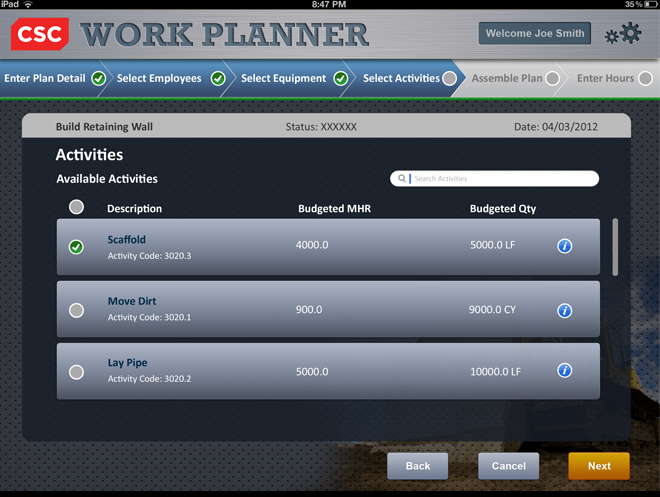 iPad 8:47 PM 35%
CSC WORK PLANNER Welcome Joe Smith
Enter Plan Detail Select Employees Select Equipment Select Activities Assemble Plan Enter Hours
Build Retaining Wall Status: XXXXXX Date: 04/03/2012
Activities
Available Activities Search Activities
Description Budgeted MHR Budgeted Qty
Scaffold
4000.0 5000.0 LF i
Activity Code: 3020.3
Move Dirt
900.0 9000.0 CY i
Activity Code: 3020.1
Lay Pipe
5000.0 10000.0 LF i
Activity Code: 3020.2
Back Cancel Next